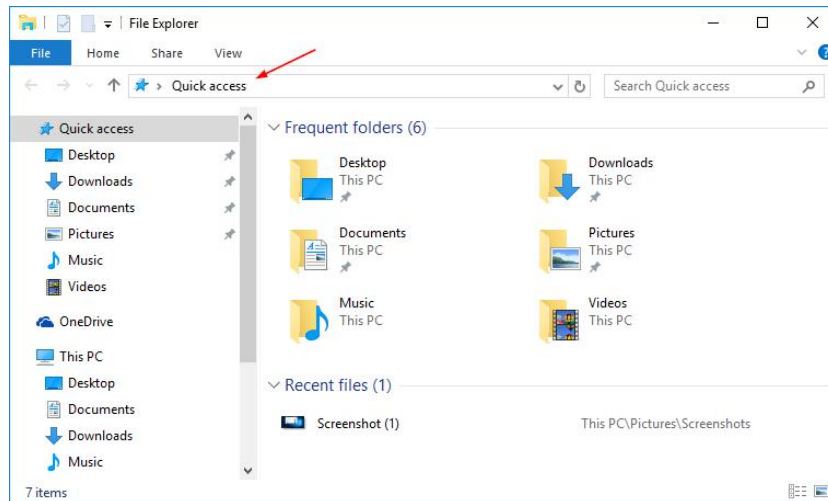 File Explorer
File Home Share View
Quick access Search Quick access
Quick access
Desktop
Downloads
Documents
Pictures
Music
Videos
OneDrive
This PC
Desktop
Documents
Downloads
Music
Frequent folders (6)
Desktop
This PC
Downloads
This PC
Documents
This PC
Pictures
This PC
Music
This PC
Videos
This PC
Recent files (1)
Screenshot (1) This PC\Pictures\Screenshots
7 items